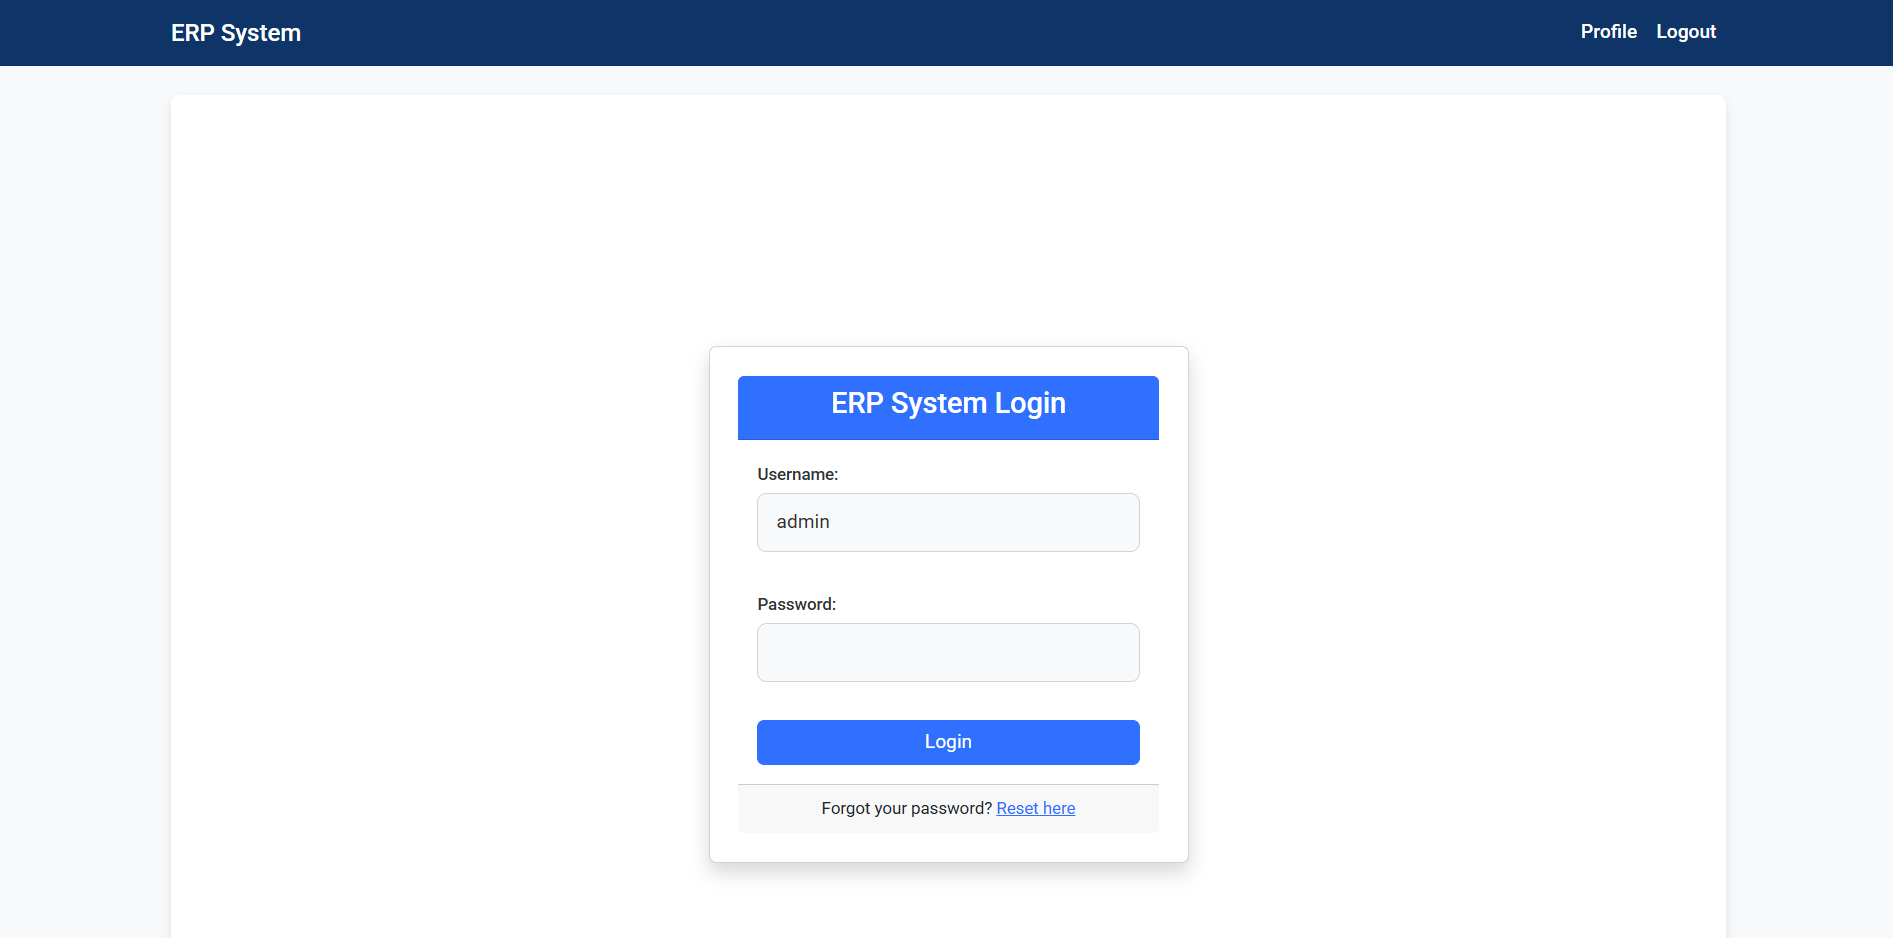 ERP System
Profile Logout
ERP System Login
Username:
admin
Password:
Login
Forgot your password? Reset here